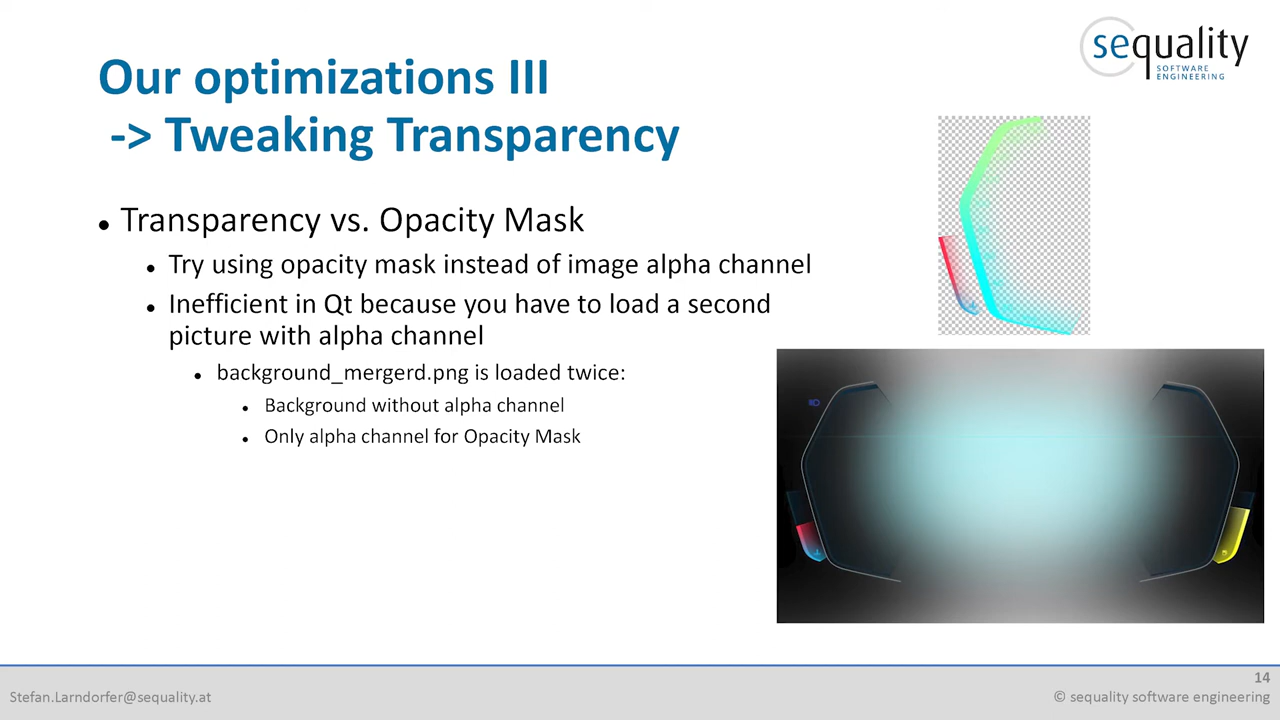 sequality
SOFTWARE
ENGINEERING
Our optimizations III
-> Tweaking Transparency
Transparency vs. Opacity Mask
Try using opacity mask instead of image alpha channel
Inefficient in Qt because you have to load a second
picture with alpha channel
background_mergerd.png is loaded twice:
Background without alpha channel
Only alpha channel for Opacity Mask
14
Stefan.Larndorfer@sequality.at
© sequality software engineering